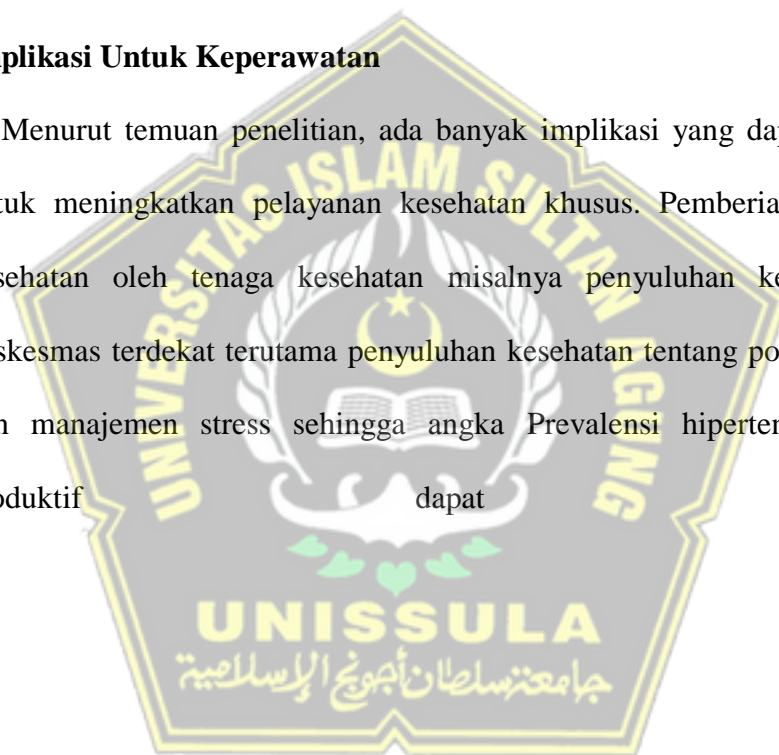 plikasi Untuk Keperawatan
Menurut temuan penelitian, ada banyak implikasi yang dap
tuk meningkatkan pelayanan kesehatan khusus. Pemberia
sehatan oleh tenaga kesehatan misalnya penyuluhan ke
skesmas terdekat terutama penyuluhan kesehatan tentang po
n manajemen stress sehingga angka Prevalensi hiperten
oduktif dapat
UNIVERSITAS ISLAM SULTAN AGUNG
UNISSULA
جامعة سلطان أجونج الإسلامية